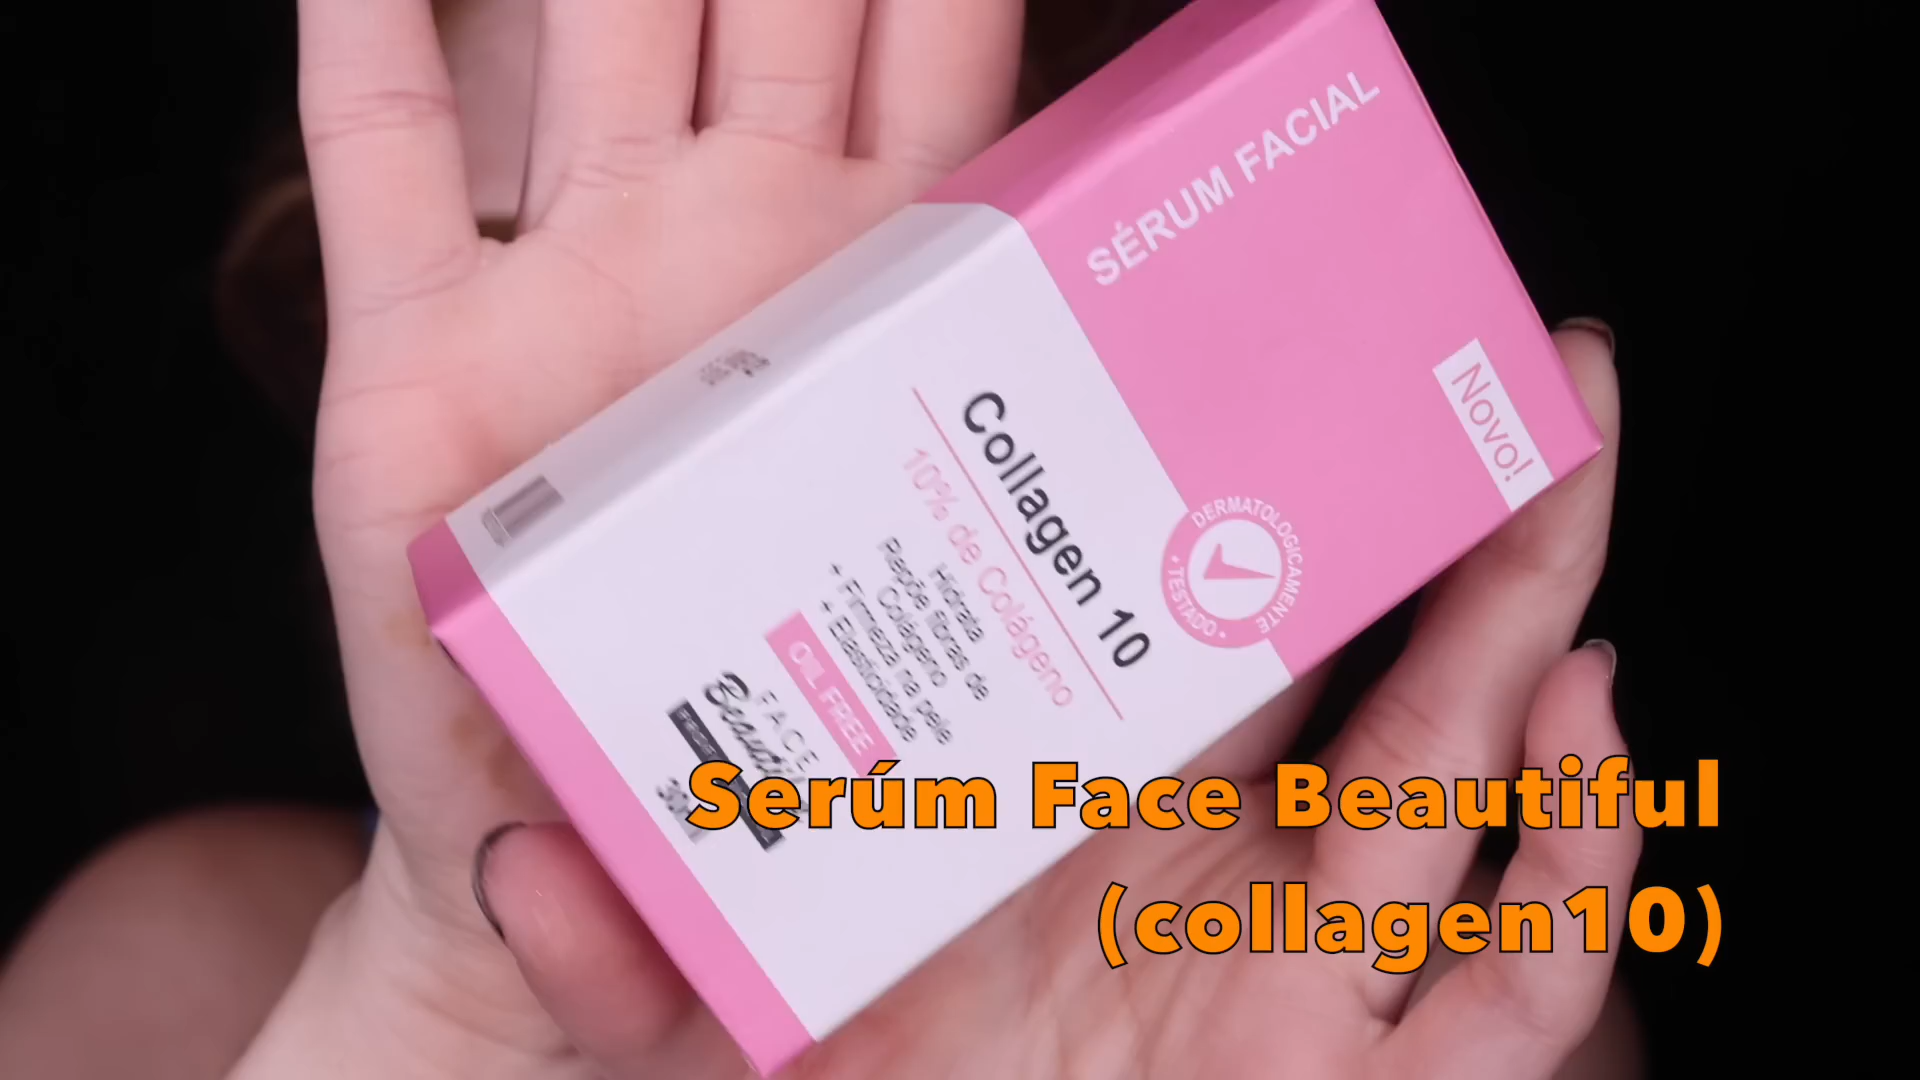 SÉRUM FACIAL
Novo!
DERMATOLOGICAMENTE
• TESTADO •
Collagen 10
10% de Colágeno
Hidrata
Repõe fibras de
Colágeno
+ Firmeza na pele
+ Elasticidade
OIL FREE
FACE
Beautiful
Serúm Face Beautiful
(collagen10)